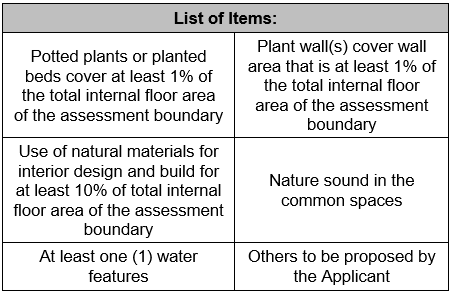 List of Items:
Potted plants or planted
beds cover at least 1% of
the total internal floor area
of the assessment boundary
Plant wall(s) cover wall
area that is at least 1% of
the total internal floor
area of the assessment
boundary
Use of natural materials for
interior design and build for
at least 10% of total internal
floor area of the assessment
boundary
Nature sound in the
common spaces
At least one (1) water
features
Others to be proposed by
the Applicant